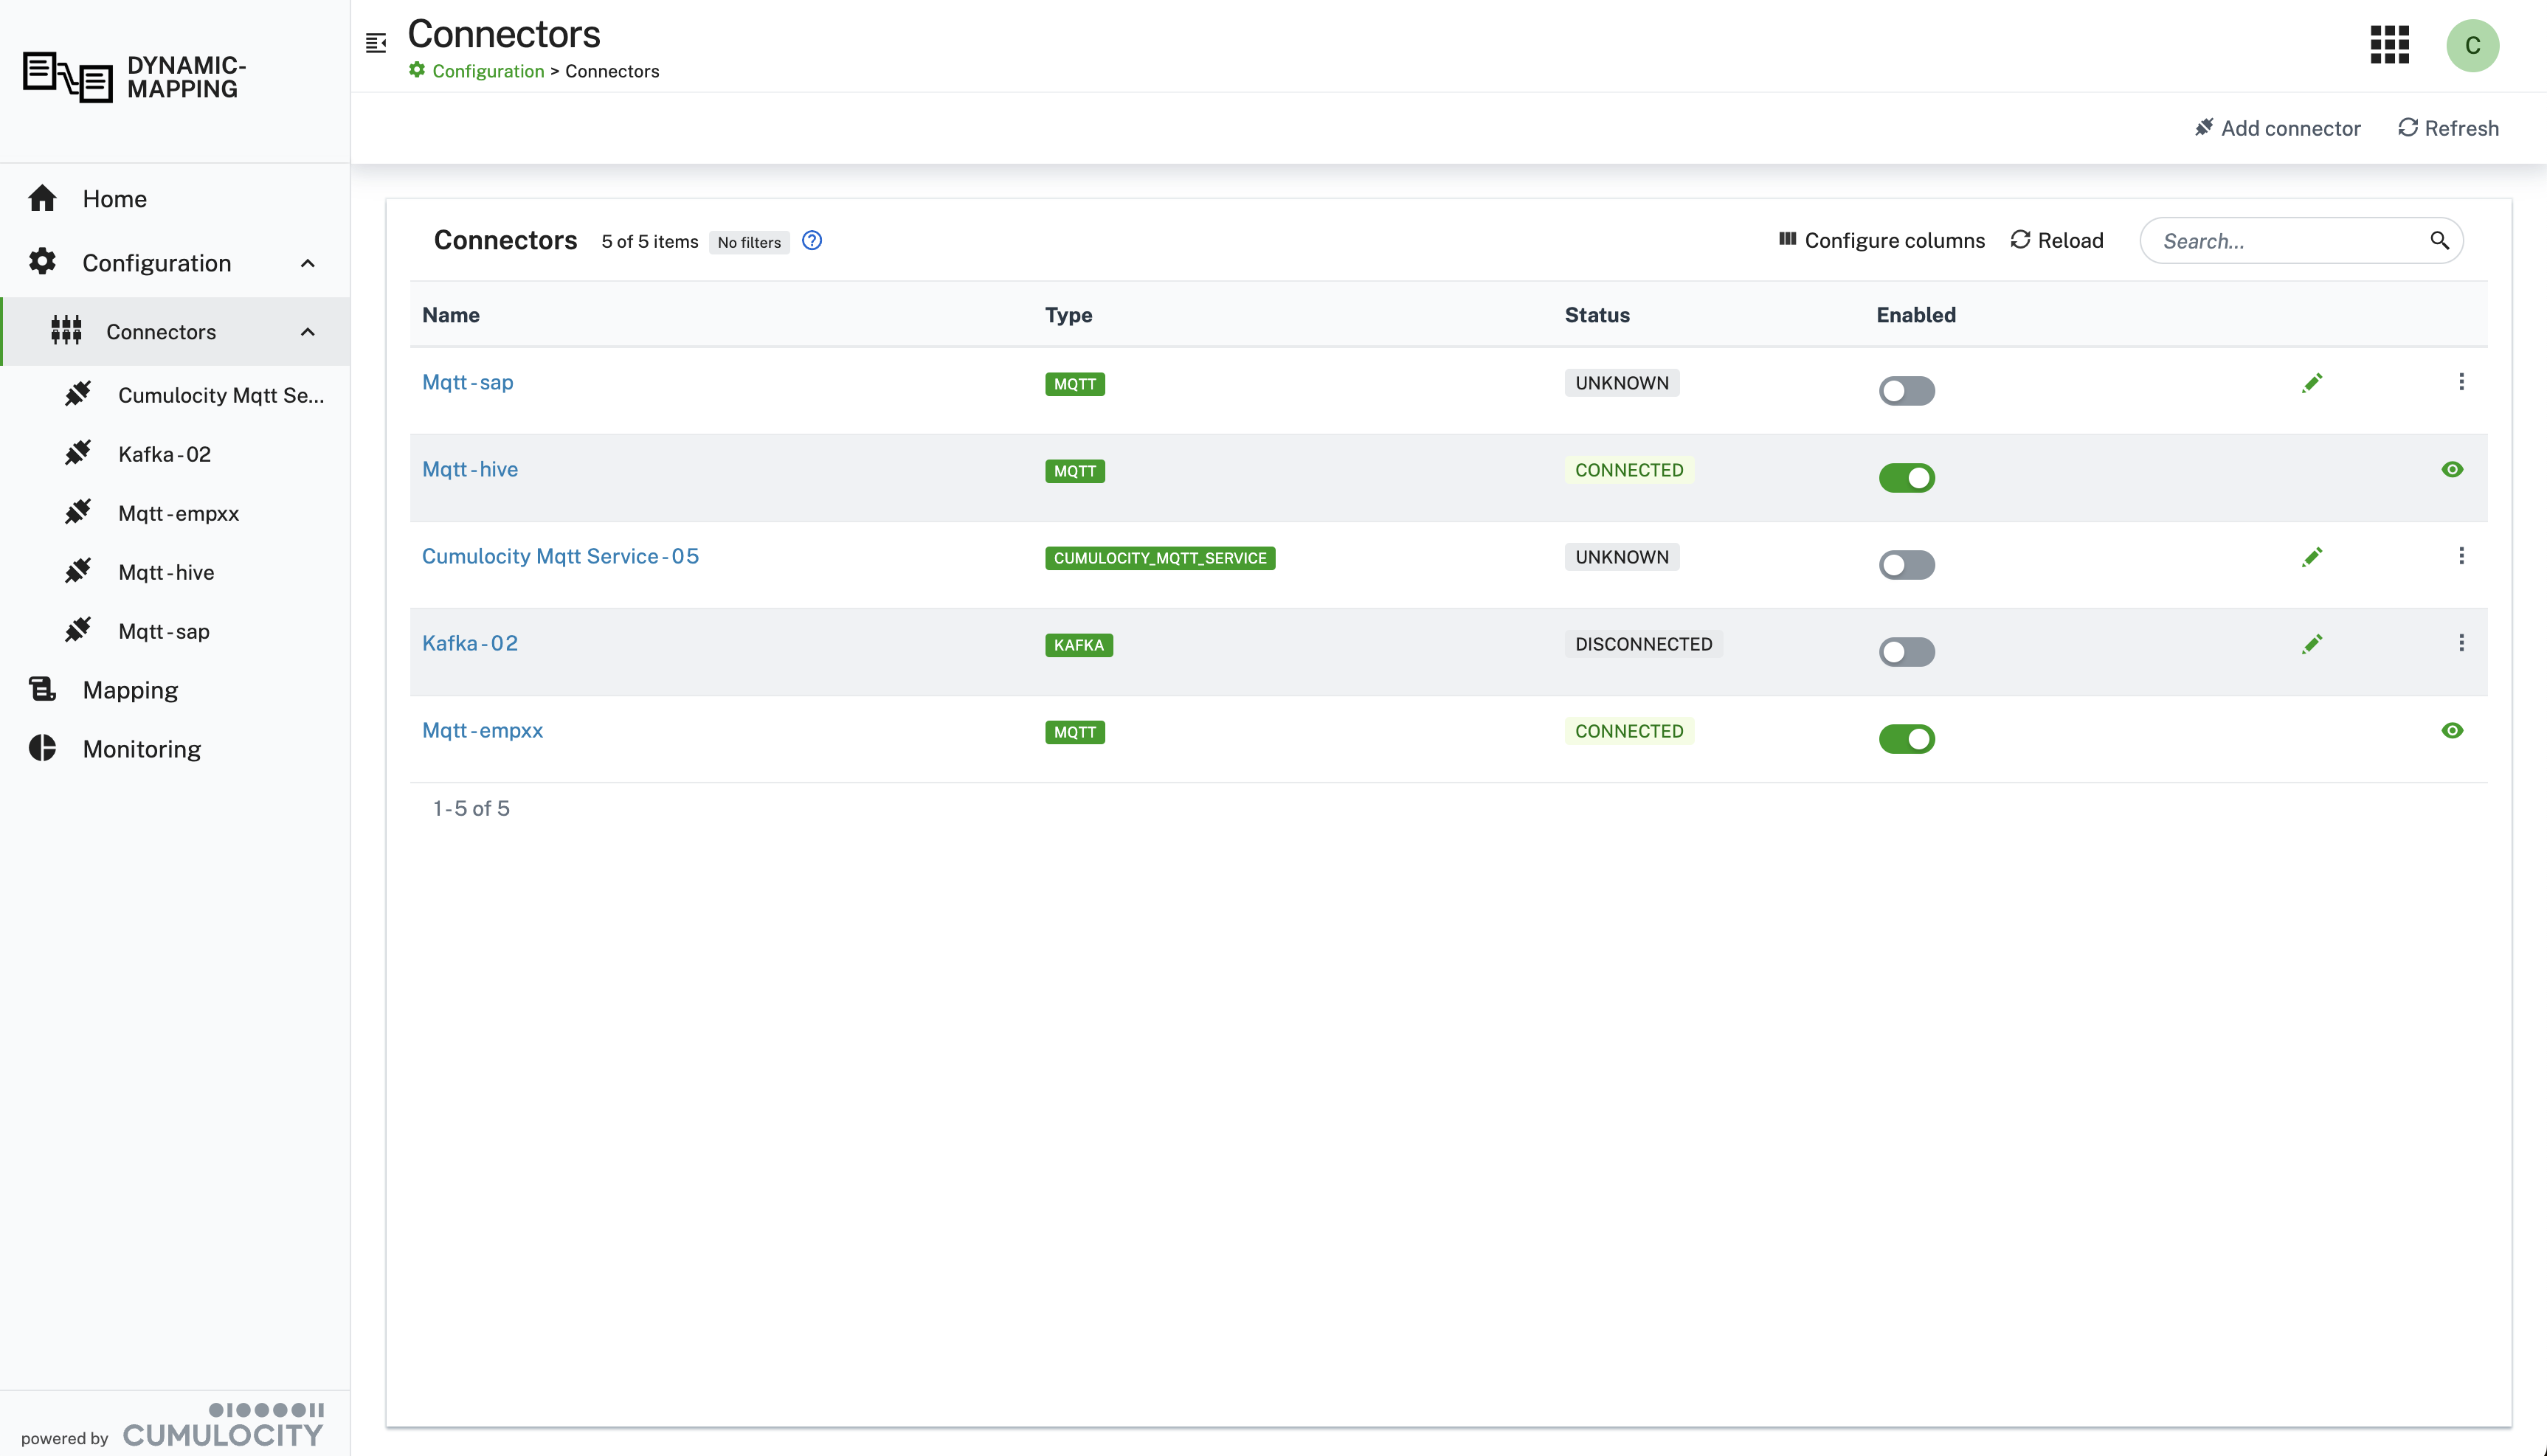 DYNAMIC-
MAPPING
Home
Configuration
Connectors
Cumulocity Mqtt Se...
Kafka-02
Mqtt-empxx
Mqtt-hive
Mqtt-sap
Mapping
Monitoring
powered by CUMULOCITY
Connectors
Configuration > Connectors
C
Add connector Refresh
Connectors 5 of 5 items No filters ? Configure columns Reload Search...
Name Type Status Enabled
Mqtt-sap MQTT UNKNOWN
Mqtt-hive MQTT CONNECTED
Cumulocity Mqtt Service-05 CUMULOCITY_MQTT_SERVICE UNKNOWN
Kafka-02 KAFKA DISCONNECTED
Mqtt-empxx MQTT CONNECTED
1-5 of 5